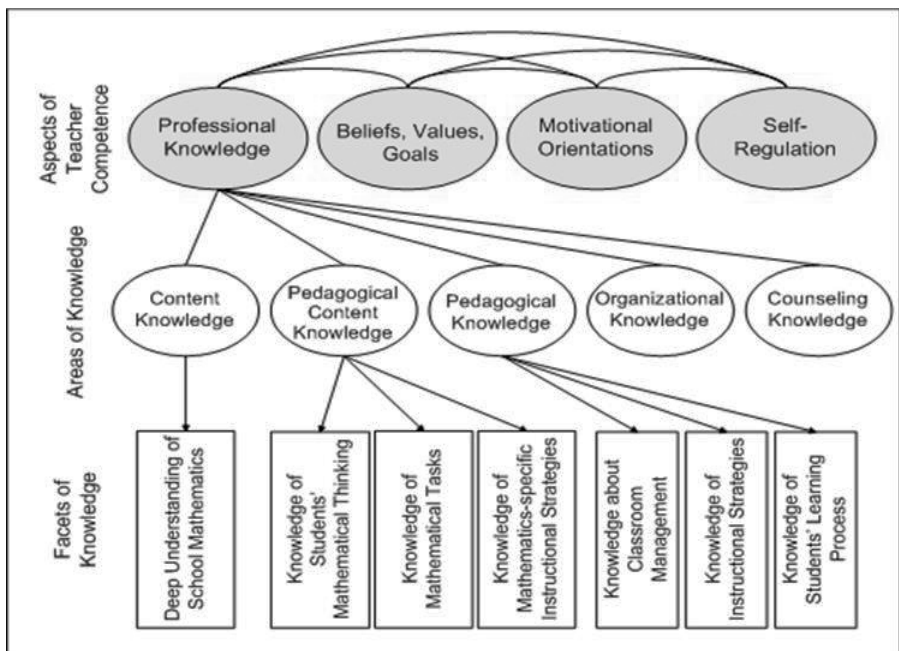 Aspects of
Teacher
Competence
Professional
Knowledge
Beliefs, Values,
Goals
Motivational
Orientations
Self-
Regulation
Areas of Knowledge
Content
Knowledge
Pedagogical
Content
Knowledge
Pedagogical
Knowledge
Organizational
Knowledge
Counseling
Knowledge
Facets of
Knowledge
Deep Understanding of
School Mathematics
Knowledge of
Students'
Mathematical Thinking
Knowledge of
Mathematical Tasks
Knowledge of
Mathematics-specific
Instructional Strategies
Knowledge about
Classroom
Management
Knowledge of
Instructional Strategies
Knowledge of
Students' Learning
Process